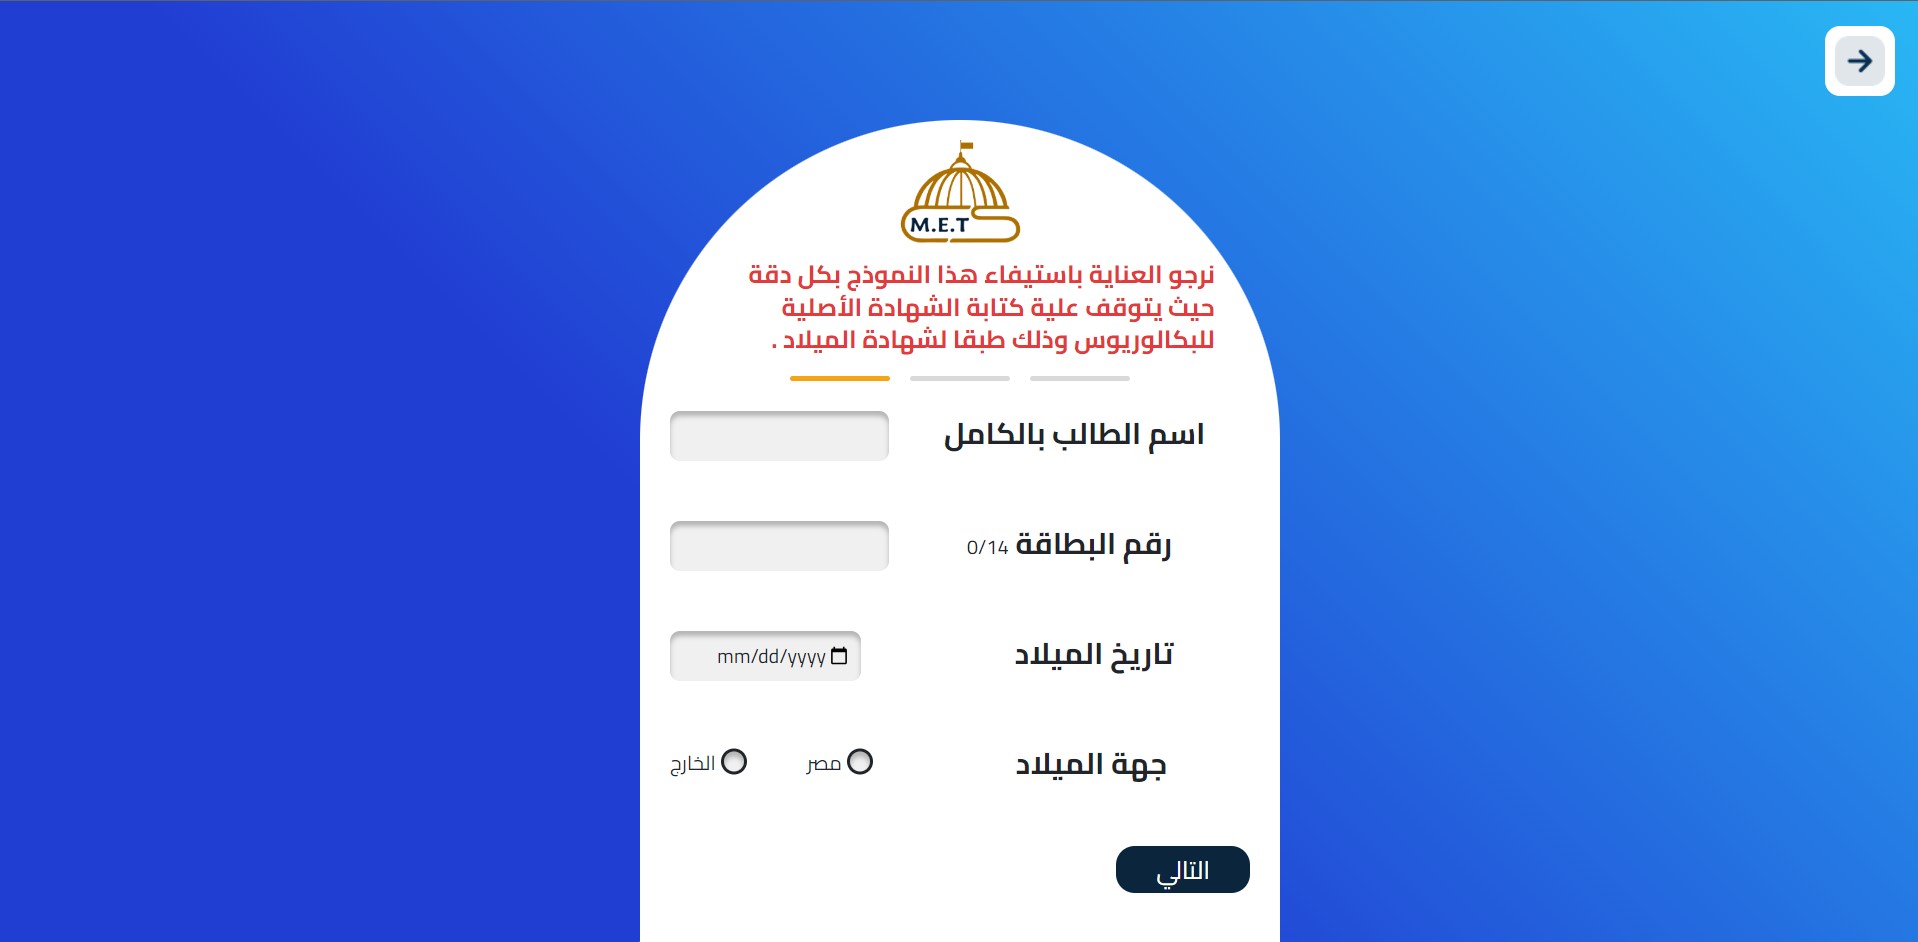 M.E.T
نرجو العناية باستيفاء هذا النموذج بكل دقة
حيث يتوقف علية كتابة الشهادة الأصلية
للبكالوريوس وذلك طبقا لشهادة الميلاد .
اسم الطالب بالكامل
رقم البطاقة 0/14
تاريخ الميلاد mm/dd/yyyy
جهة الميلاد مصر الخارج
التالي